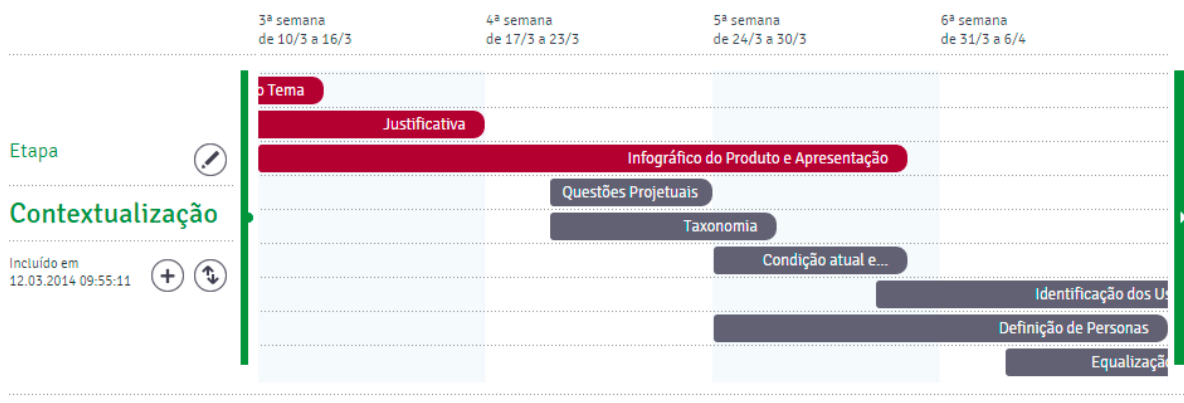 3ª semana
de 10/3 a 16/3
4ª semana
de 17/3 a 23/3
5ª semana
de 24/3 a 30/3
6ª semana
de 31/3 a 6/4
o Tema
Justificativa
Etapa
Infográfico do Produto e Apresentação
Questões Projetuais
Contextualização
Taxonomia
Incluído em
12.03.2014 09:55:11
Condição atual e...
Identificação dos Us
Definição de Personas
Equalização